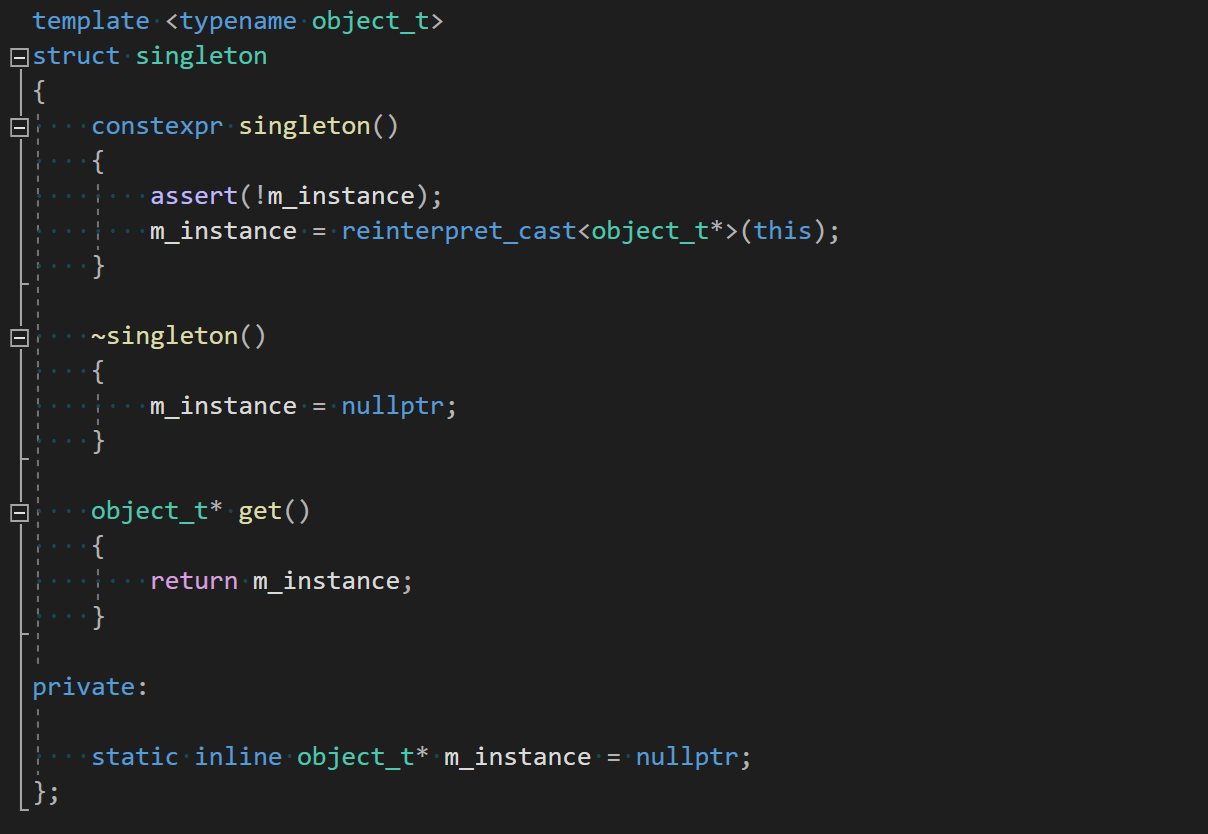 template <typename object_t>
struct singleton
{
    constexpr singleton()
    {
        assert(!m_instance);
        m_instance = reinterpret_cast<object_t*>(this);
    }

    ~singleton()
    {
        m_instance = nullptr;
    }

    object_t* get()
    {
        return m_instance;
    }

private:

    static inline object_t* m_instance = nullptr;
};